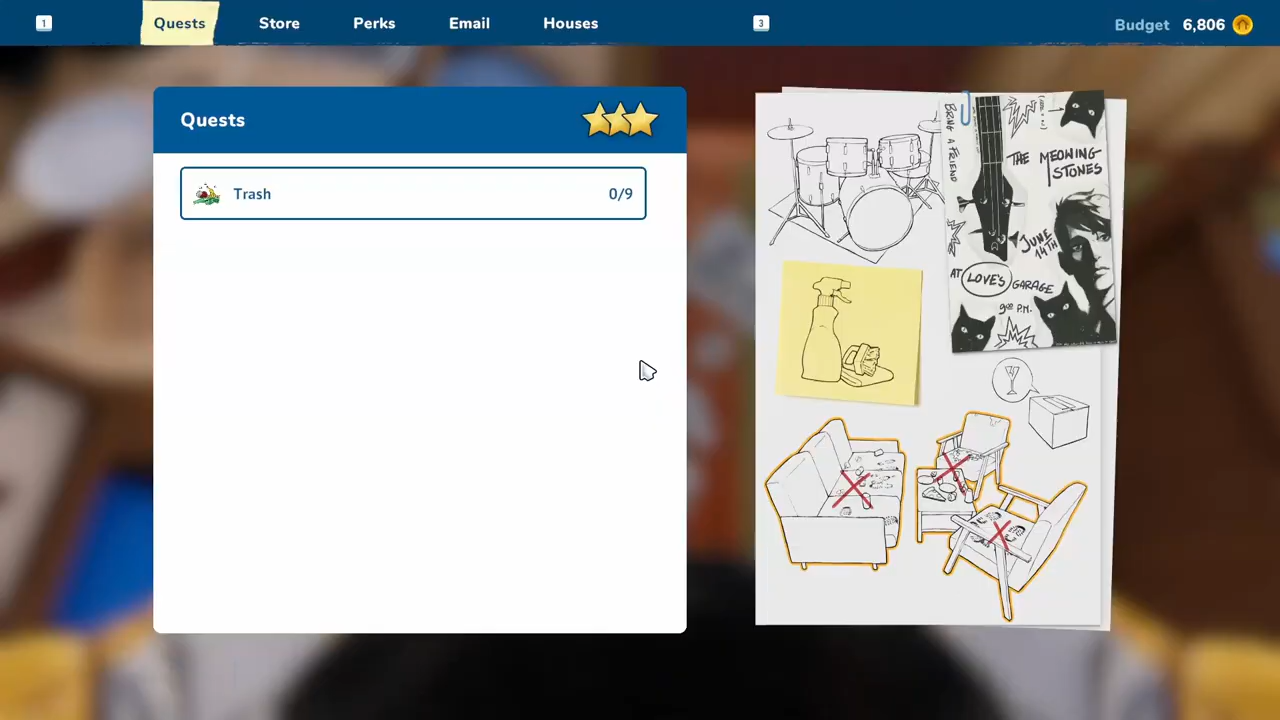 1
Quests
Store
Perks
Email
Houses
3
Budget 6,806
Quests
Trash
0/9
BRING A FRIEND
THE MEOWING
STONES
JUNE
14TH
AT LOVE'S GARAGE
9:00 P.M.